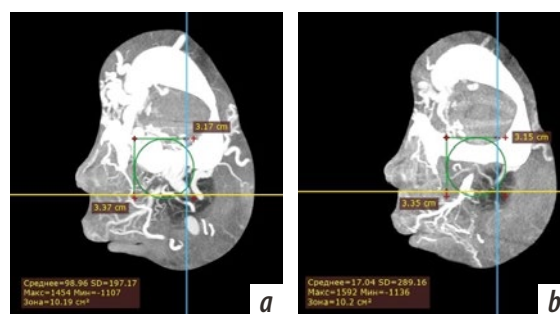 3.17 cm
3.37 cm
Среднее=98.96 SD=197.17
Макс=1454 Мин=-1107
Зона=10.19 см²
a
3.15 cm
3.35 cm
Среднее=17.04 SD=289.16
Макс=1592 Мин=-1136
Зона=10.2 см²
b